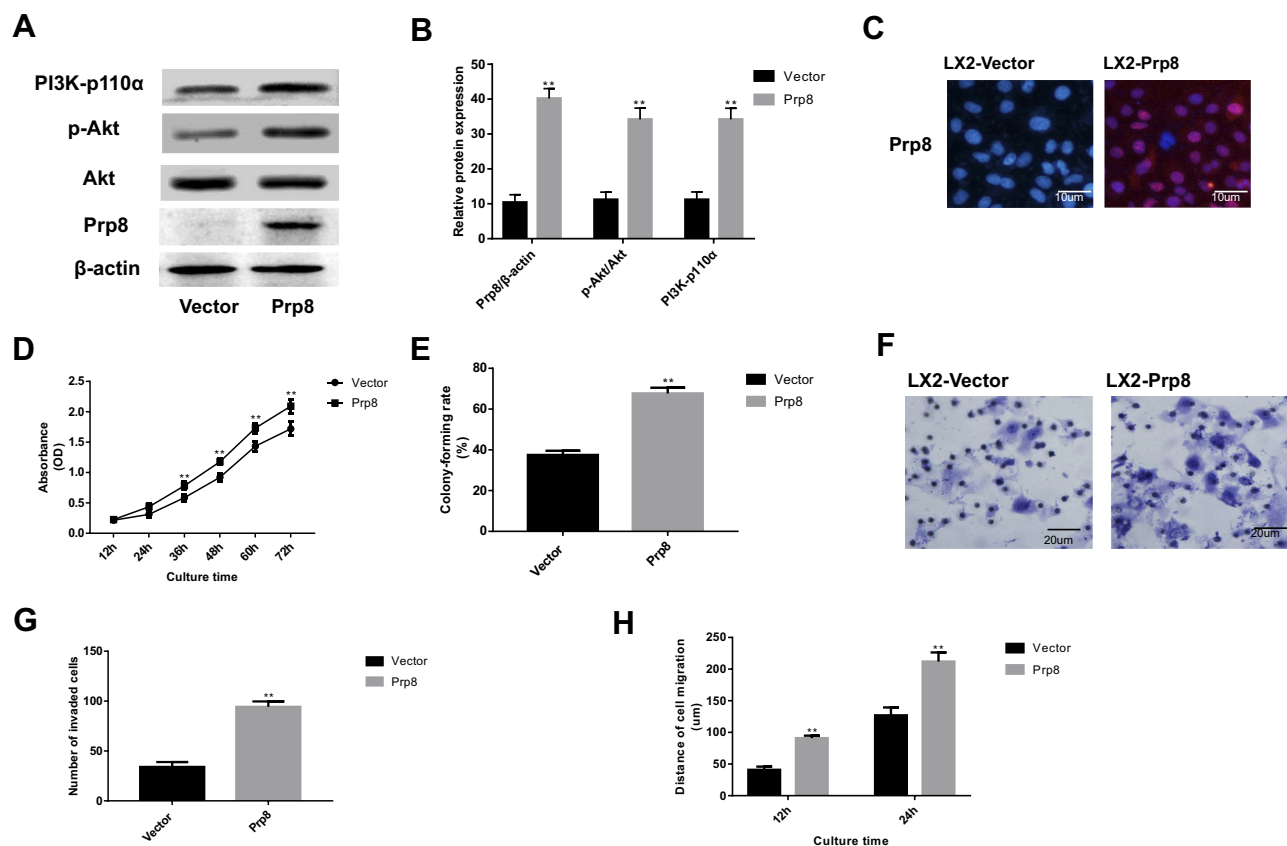 A
PI3K-p110α
p-Akt
Akt
Prp8
β-actin
Vector Prp8
B
Relative protein expression
60
40
30
20
10
0
** ** **
Prp8/β-actin
p-Akt/Akt
PI3K-p110α
Vector
Prp8
C
LX2-Vector LX2-Prp8
Prp8
10um 10um
D
Absorbance
(OD)
2.5
2.0
1.5
1.0
0.5
0.0
** ** ** **
12h 24h 36h 48h 60h 72h
Culture time
Vector
Prp8
E
Colony-forming rate
(%)
80
60
40
20
0
**
Vector
Prp8
Vector
Prp8
F
LX2-Vector LX2-Prp8
20um 20um
G
Number of invaded cells
150
100
50
0
**
Vector
Prp8
Vector
Prp8
H
Distance of cell migration
(um)
250
200
150
100
50
0
** **
12h 24h
Culture time
Vector
Prp8